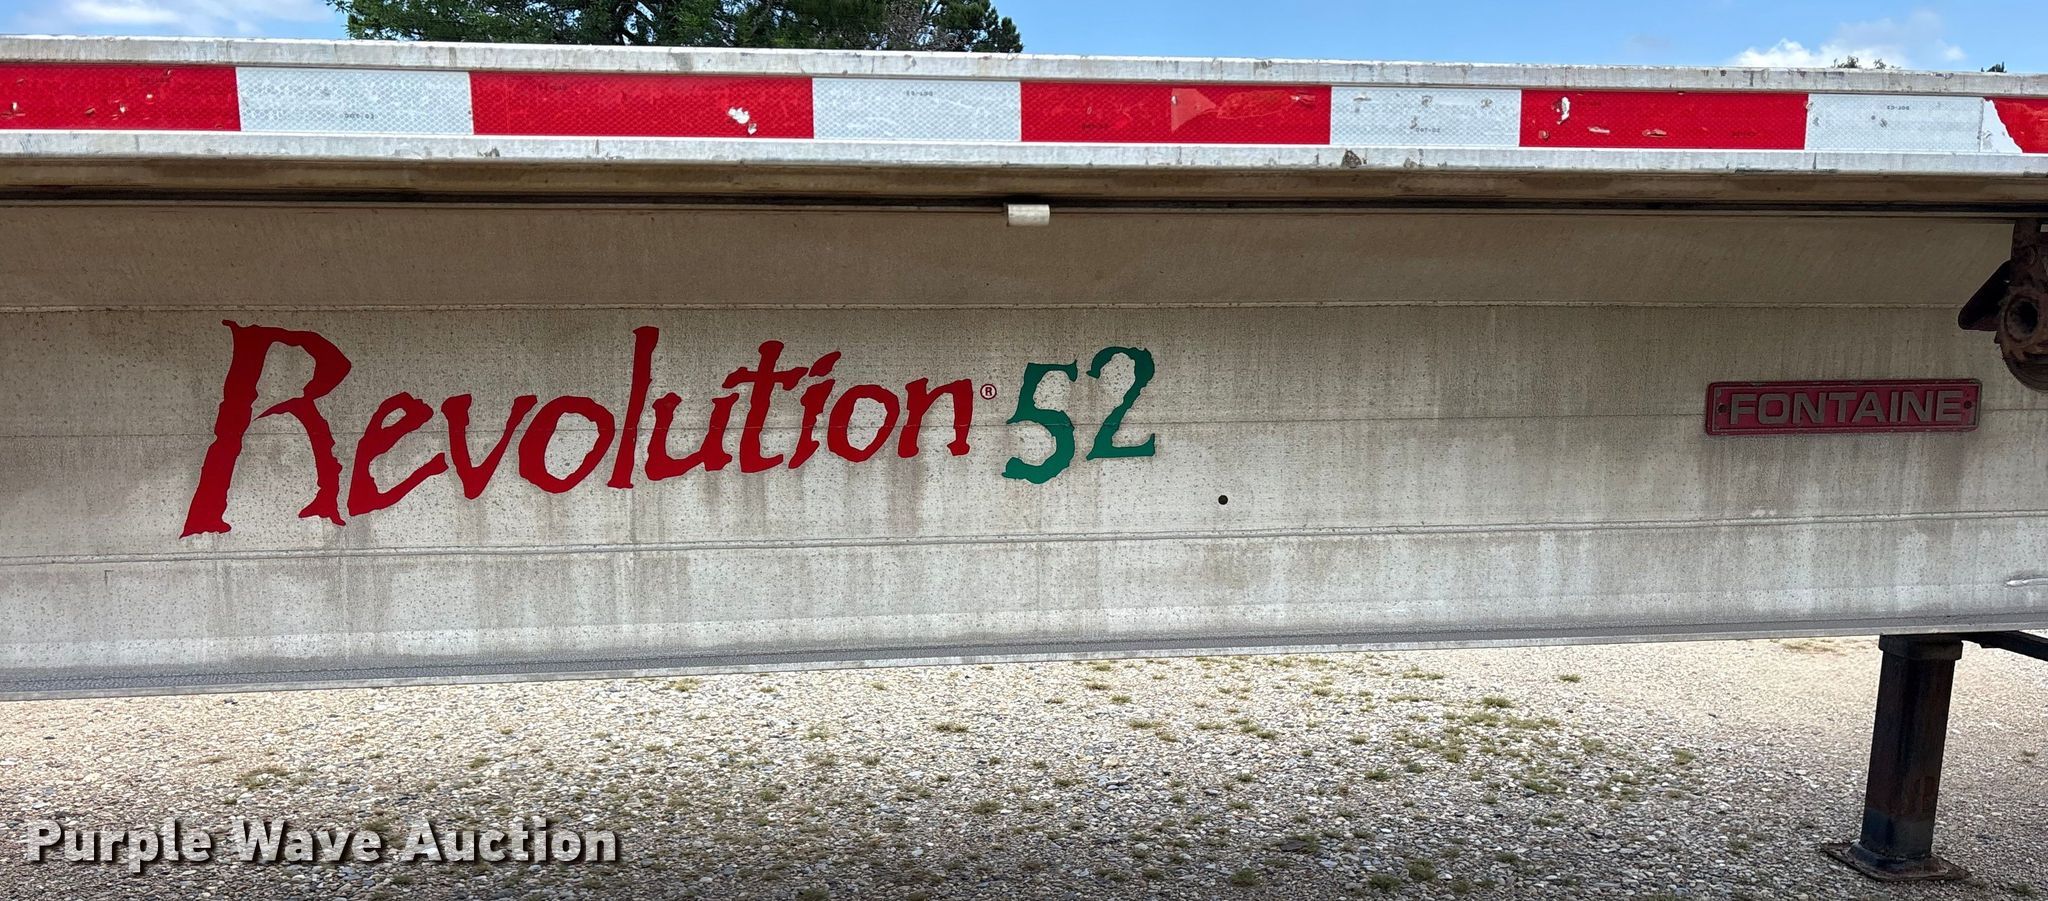 Revolution® 52
FONTAINE
Purple Wave Auction